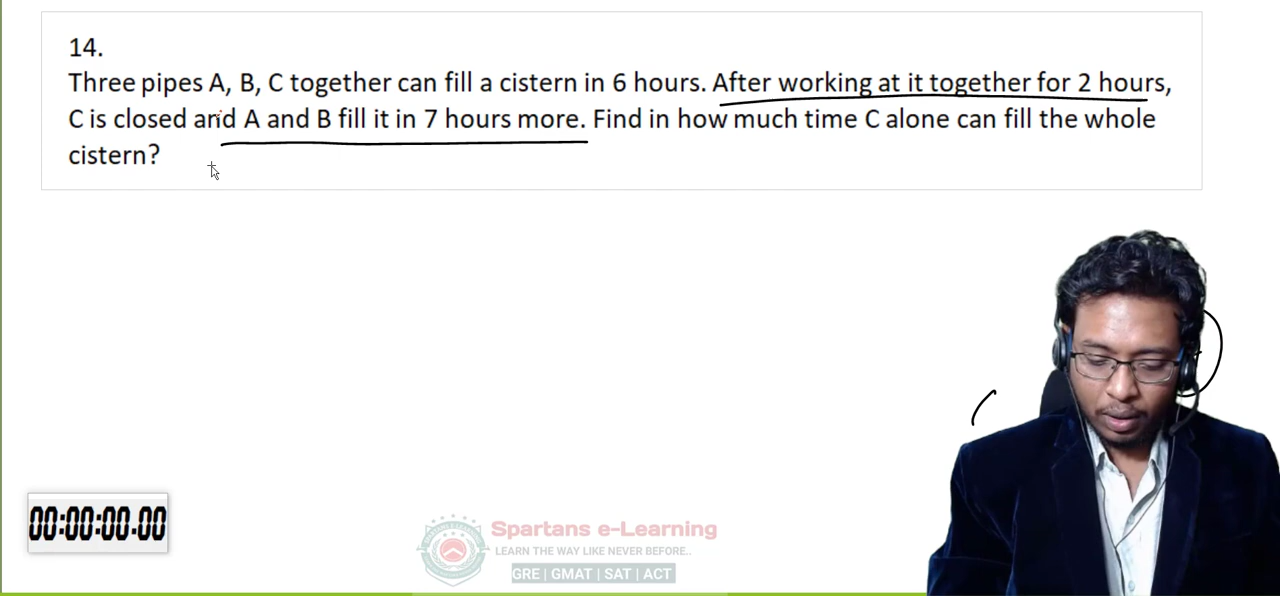 14.
Three pipes A, B, C together can fill a cistern in 6 hours. After working at it together for 2 hours,
C is closed and A and B fill it in 7 hours more. Find in how much time C alone can fill the whole
cistern?
00:00:00.00
Spartans e-Learning
LEARN THE WAY LIKE NEVER BEFORE..
GRE | GMAT | SAT | ACT